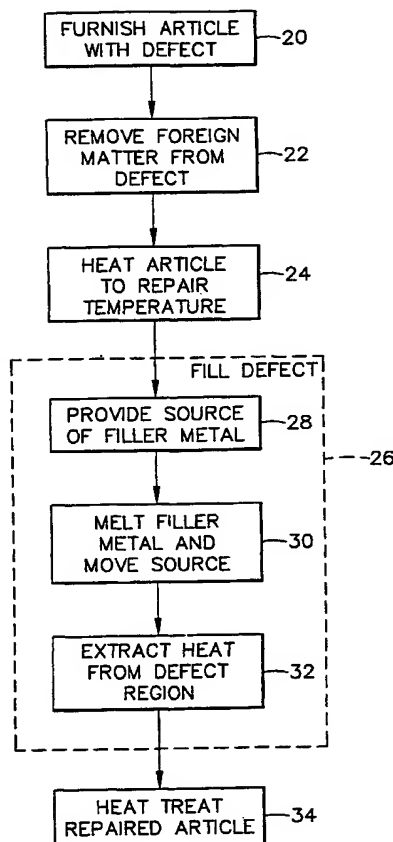 FURNISH ARTICLE
WITH DEFECT
20
REMOVE FOREIGN
MATTER FROM
DEFECT
22
HEAT ARTICLE
TO REPAIR
TEMPERATURE
24
FILL DEFECT
26
PROVIDE SOURCE
OF FILLER METAL
28
MELT FILLER
METAL AND
MOVE SOURCE
30
EXTRACT HEAT
FROM DEFECT
REGION
32
HEAT TREAT
REPAIRED ARTICLE
34